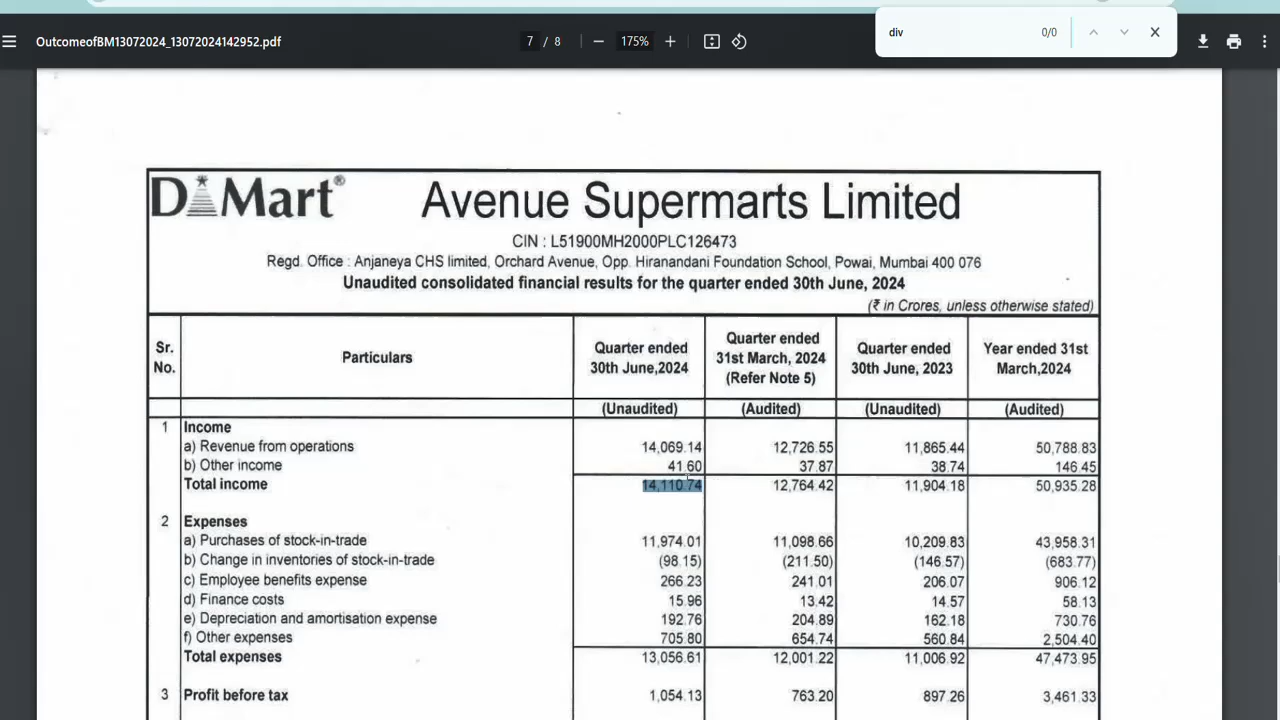 OutcomeofBM13072024_13072024142952.pdf 7 / 8 175% div 0/0
D Mart® Avenue Supermarts Limited
CIN : L51900MH2000PLC126473
Regd. Office : Anjaneya CHS limited, Orchard Avenue, Opp. Hiranandani Foundation School, Powai, Mumbai 400 076
Unaudited consolidated financial results for the quarter ended 30th June, 2024
(₹ in Crores, unless otherwise stated)
Sr. No. Particulars Quarter ended 30th June,2024 Quarter ended 31st March, 2024 (Refer Note 5) Quarter ended 30th June, 2023 Year ended 31st March,2024
(Unaudited) (Audited) (Unaudited) (Audited)
1 Income
a) Revenue from operations 14,069.14 12,726.55 11,865.44 50,788.83
b) Other income 41.60 37.87 38.74 146.45
Total income 14,110.74 12,764.42 11,904.18 50,935.28
2 Expenses
a) Purchases of stock-in-trade 11,974.01 11,098.66 10,209.83 43,958.31
b) Change in inventories of stock-in-trade (98.15) (211.50) (146.57) (683.77)
c) Employee benefits expense 266.23 241.01 206.07 906.12
d) Finance costs 15.96 13.42 14.57 58.13
e) Depreciation and amortisation expense 192.76 204.89 162.18 730.76
f) Other expenses 705.80 654.74 560.84 2,504.40
Total expenses 13,056.61 12,001.22 11,006.92 47,473.95
3 Profit before tax 1,054.13 763.20 897.26 3,461.33